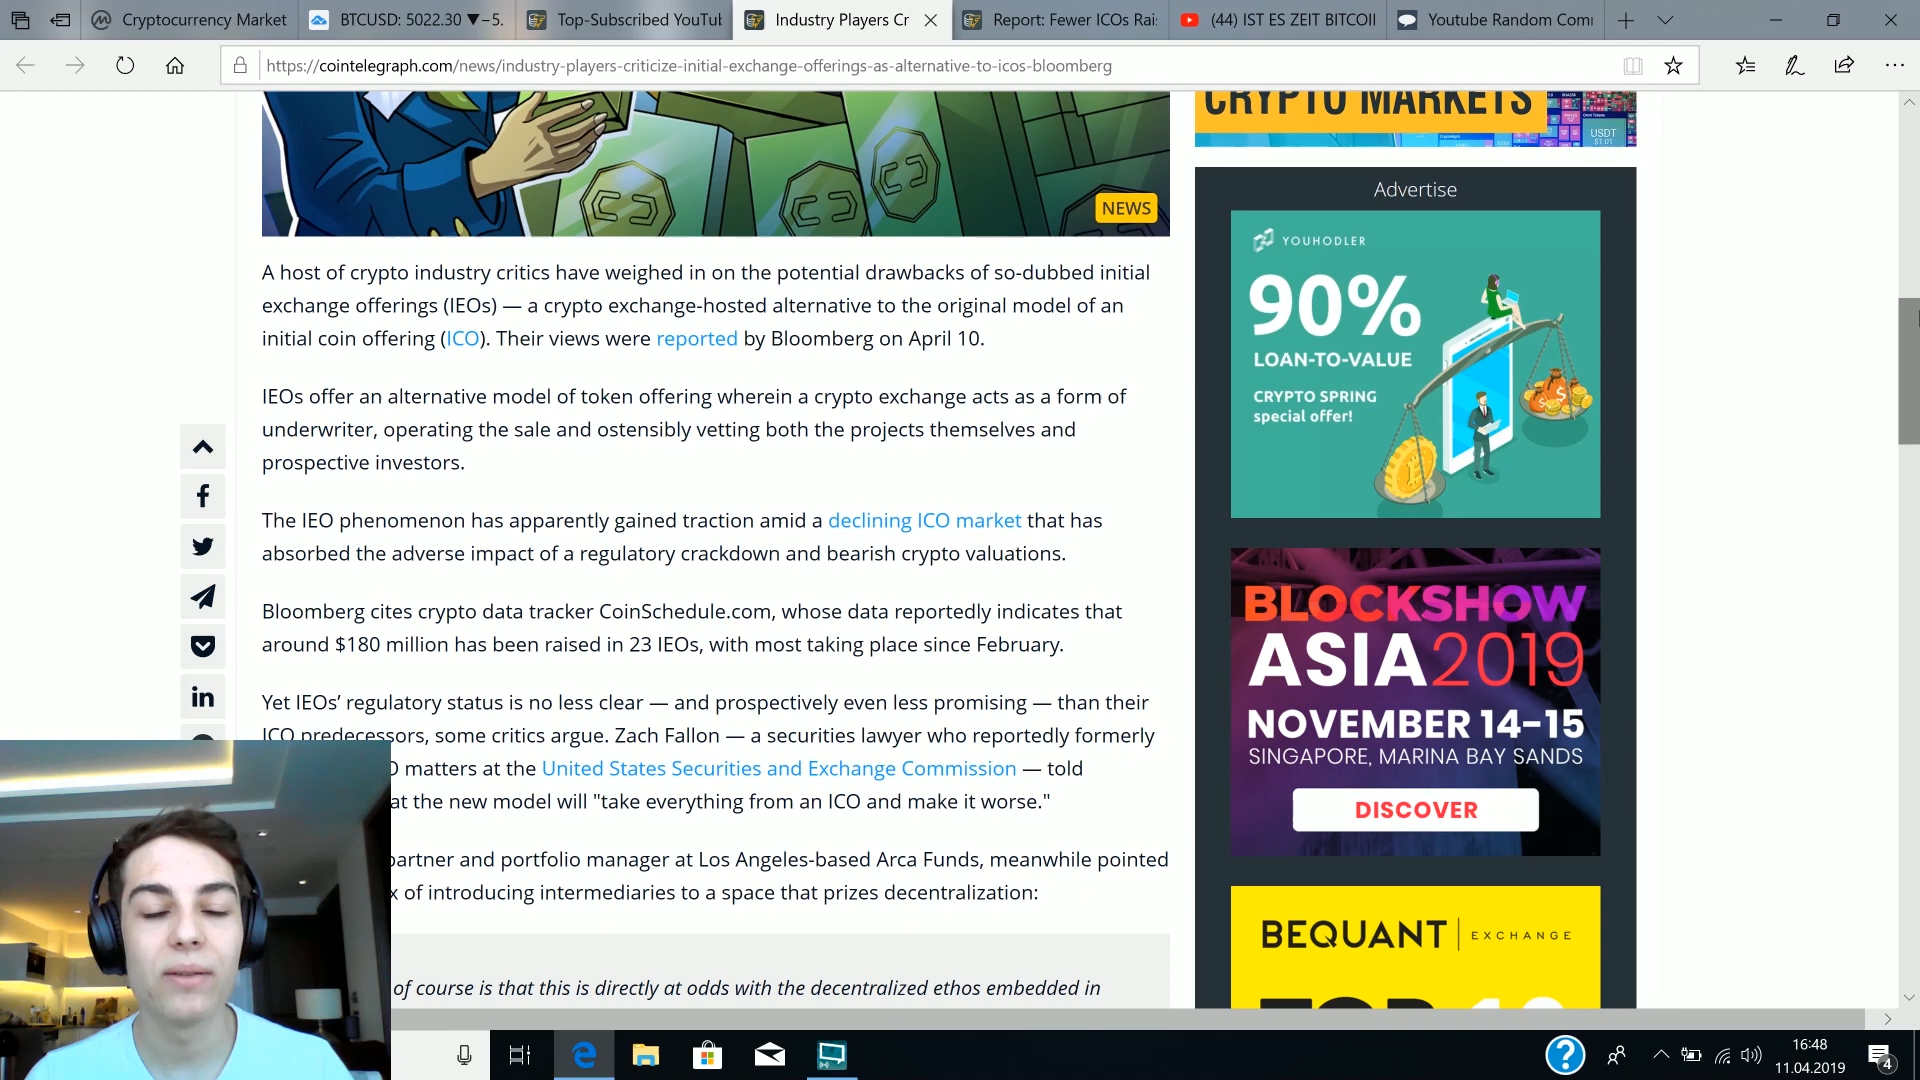 Cryptocurrency Market
BTCUSD: 5022.30 ▼−5.
Top-Subscribed YouTub
Industry Players Cr
Report: Fewer ICOs Rai
(44) IST ES ZEIT BITCOI
Youtube Random Com
https://cointelegraph.com/news/industry-players-criticize-initial-exchange-offerings-as-alternative-to-icos-bloomberg
CRYPTO MARKETS
USDT
$1.01
NEWS
A host of crypto industry critics have weighed in on the potential drawbacks of so-dubbed initial
exchange offerings (IEOs) — a crypto exchange-hosted alternative to the original model of an
initial coin offering (ICO). Their views were reported by Bloomberg on April 10.
IEOs offer an alternative model of token offering wherein a crypto exchange acts as a form of
underwriter, operating the sale and ostensibly vetting both the projects themselves and
prospective investors.
The IEO phenomenon has apparently gained traction amid a declining ICO market that has
absorbed the adverse impact of a regulatory crackdown and bearish crypto valuations.
Bloomberg cites crypto data tracker CoinSchedule.com, whose data reportedly indicates that
around $180 million has been raised in 23 IEOs, with most taking place since February.
Yet IEOs’ regulatory status is no less clear — and prospectively even less promising — than their
ICO predecessors, some critics argue. Zach Fallon — a securities lawyer who reportedly formerly
O matters at the United States Securities and Exchange Commission — told
at the new model will "take everything from an ICO and make it worse."
partner and portfolio manager at Los Angeles-based Arca Funds, meanwhile pointed
x of introducing intermediaries to a space that prizes decentralization:
of course is that this is directly at odds with the decentralized ethos embedded in
Advertise
YOUHODLER
90%
LOAN-TO-VALUE
CRYPTO SPRING
special offer!
BLOCKSHOW
ASIA 2019
NOVEMBER 14–15
SINGAPORE, MARINA BAY SANDS
DISCOVER
BEQUANT EXCHANGE
TOP 10
16:48
11.04.2019
4